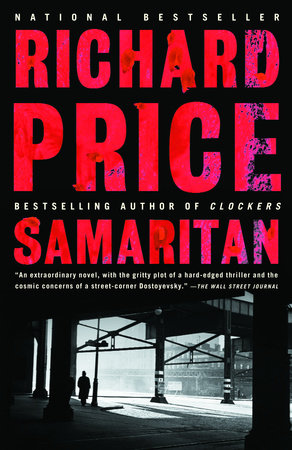 NATIONAL BESTSELLER
RICHARD
PRICE
BESTSELLING AUTHOR OF CLOCKERS
SAMARITAN
"An extraordinary novel, with the gritty plot of a hard-edged thriller and the
cosmic concerns of a street-corner Dostoyevsky." —THE WALL STREET JOURNAL